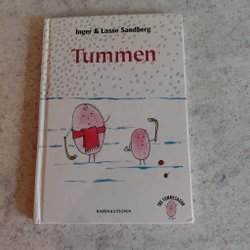 Inger & Lasse Sandberg
Tummen
RABÉN & SJÖGREN